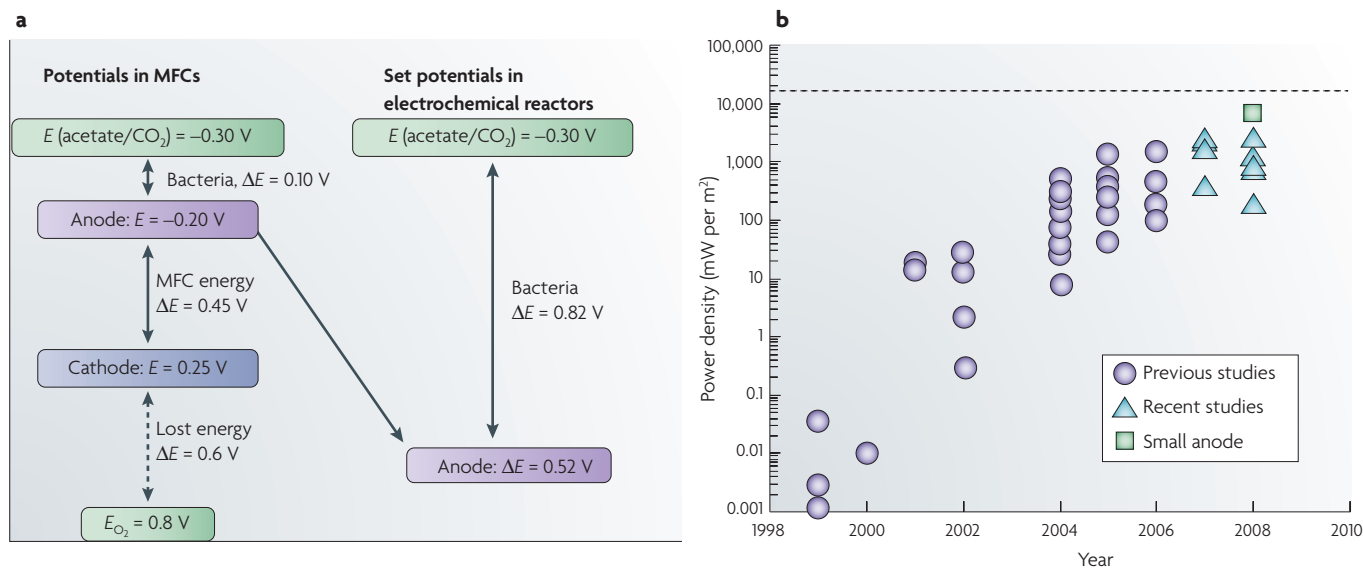 a
Potentials in MFCs
Set potentials in
electrochemical reactors
E (acetate/CO₂) = –0.30 V
E (acetate/CO₂) = –0.30 V
Bacteria, ΔE = 0.10 V
Anode: E = –0.20 V
MFC energy
ΔE = 0.45 V
Bacteria
ΔE = 0.82 V
Cathode: E = 0.25 V
Lost energy
ΔE = 0.6 V
Anode: ΔE = 0.52 V
E_O₂ = 0.8 V
b
Power density (mW per m²)
100,000
10,000
1,000
100
10
1
0.1
0.01
0.001
Previous studies
Recent studies
Small anode
1998
2000
2002
2004
2006
2008
2010
Year